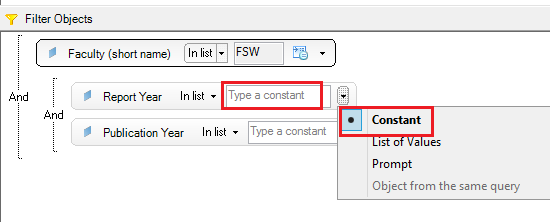 Filter Objects
Faculty (short name) In list FSW
And
Report Year In list Type a constant
And
Publication Year In list Type a constant
Constant
List of Values
Prompt
Object from the same query